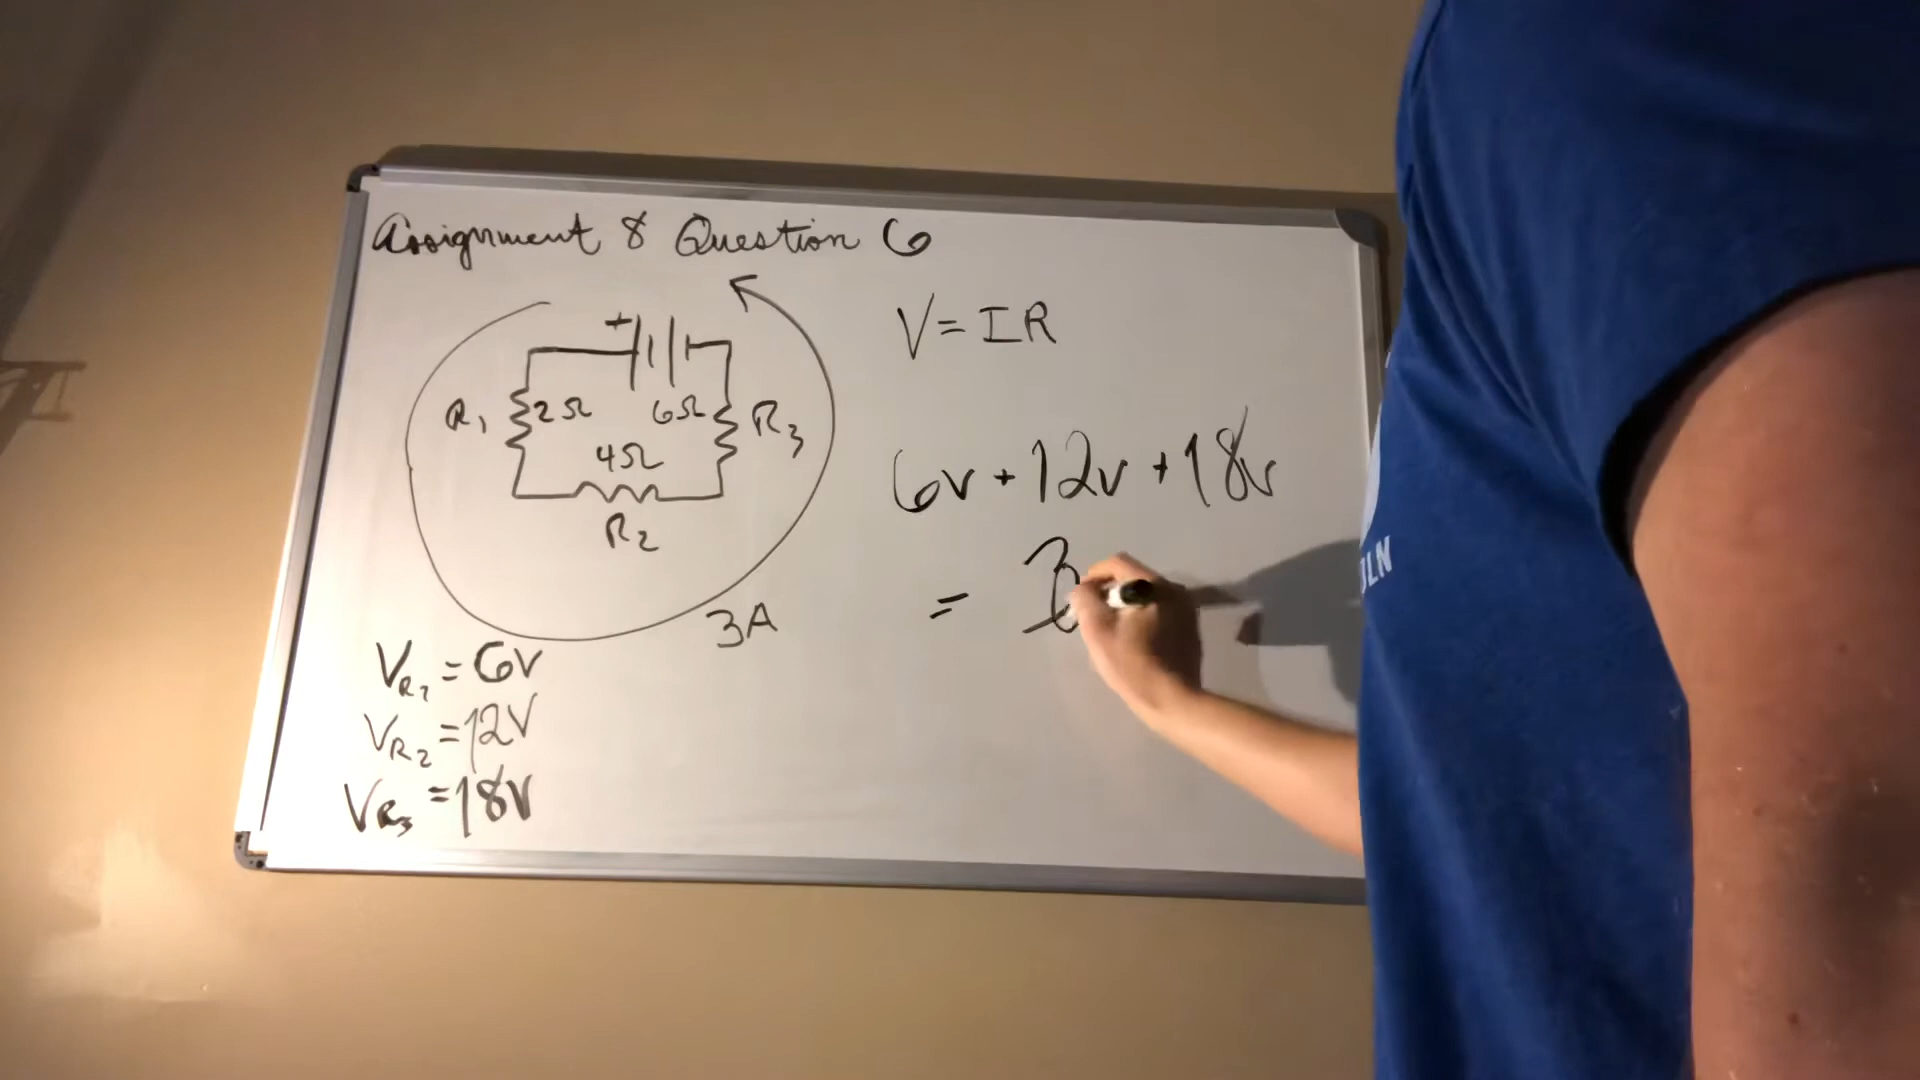 Assignment 8 Question 6
V = IR
+
R1 2Ω 6Ω R3
4Ω
R2
3A
6v + 12v + 18v
= 3
VR1 = 6V
VR2 = 12V
VR3 = 18V